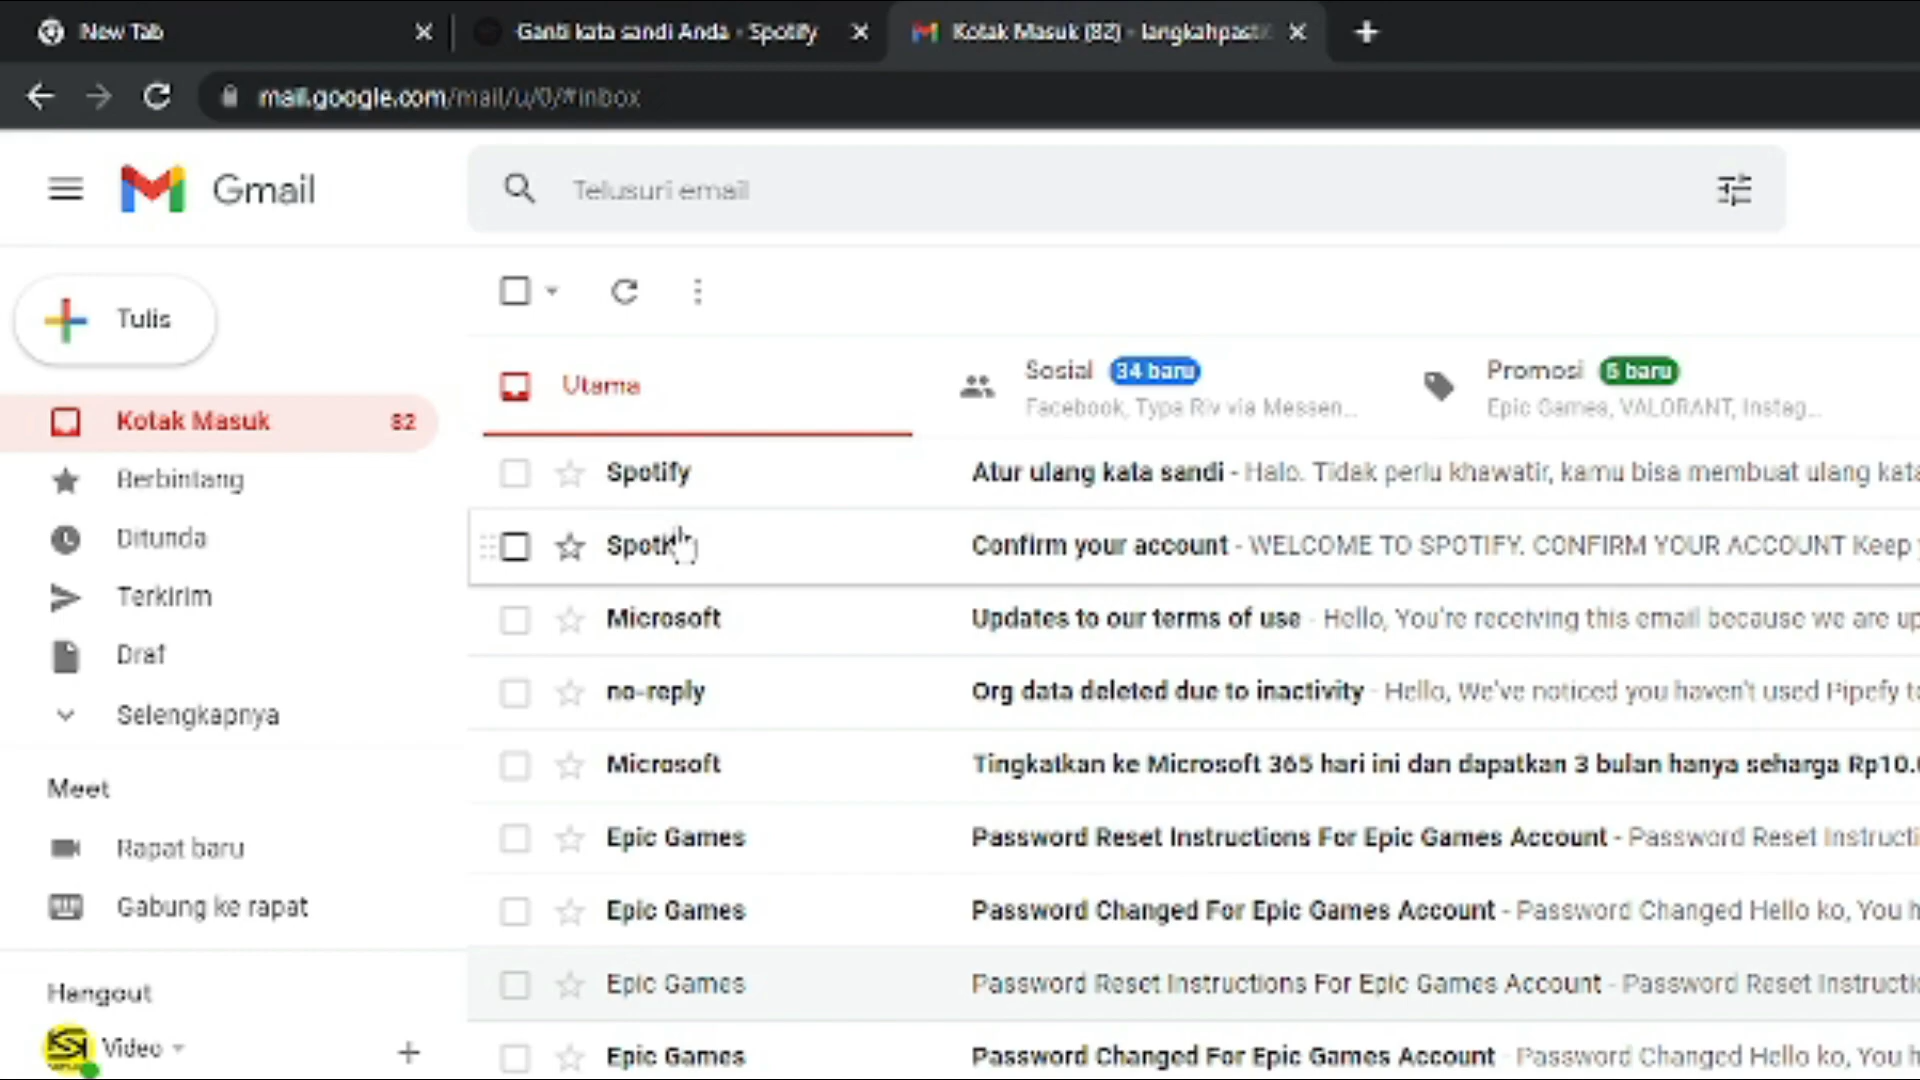 New Tab
Ganti kata sandi Anda - Spotify
Kotak Masuk (82) - langkahpasti
mail.google.com/mail/u/0/#inbox
Gmail
Telusuri email
Tulis
Utama
Sosial 34 baru
Facebook, Typa Riv via Messen...
Promosi 5 baru
Epic Games, VALORANT, Instag...
Kotak Masuk 82
Berbintang
Ditunda
Terkirim
Draf
Selengkapnya
Meet
Rapat baru
Gabung ke rapat
Hangout
Video
Spotify Atur ulang kata sandi - Halo. Tidak perlu khawatir, kamu bisa membuat ulang kata
Confirm your account - WELCOME TO SPOTIFY. CONFIRM YOUR ACCOUNT Keep
Microsoft Updates to our terms of use - Hello, You're receiving this email because we are up
no-reply Org data deleted due to inactivity - Hello, We've noticed you haven't used Pipefy
Microsoft Tingkatkan ke Microsoft 365 hari ini dan dapatkan 3 bulan hanya seharga Rp10.
Epic Games Password Reset Instructions For Epic Games Account - Password Reset Instructi
Epic Games Password Changed For Epic Games Account - Password Changed Hello ko, You h
Epic Games Password Reset Instructions For Epic Games Account - Password Reset Instructi
Epic Games Password Changed For Epic Games Account - Password Changed Hello ko, You h